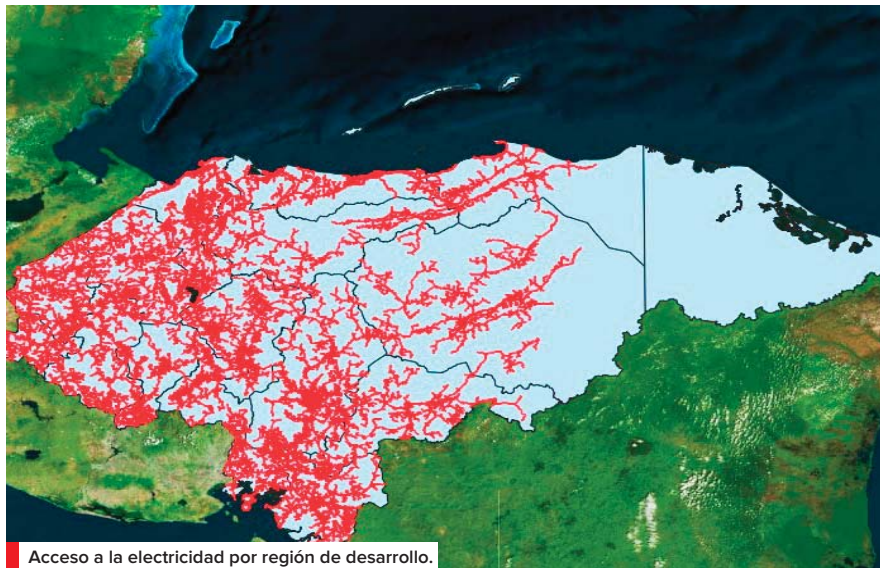 Acceso a la electricidad por región de desarrollo.